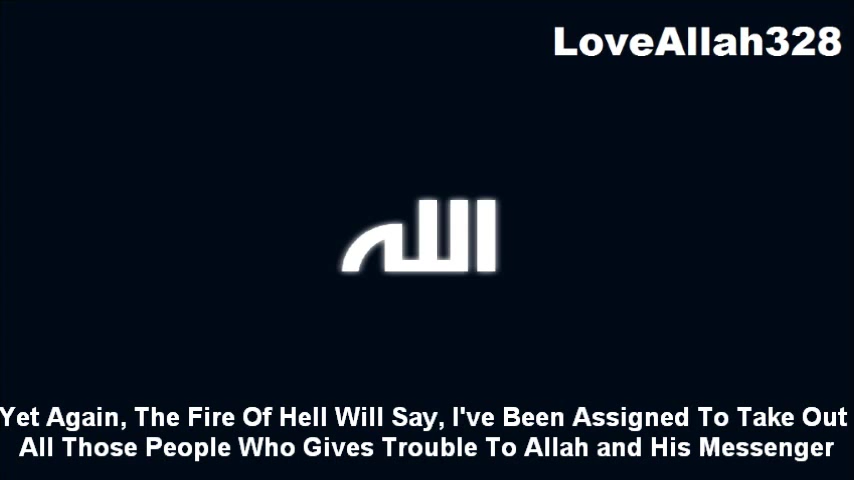 LoveAllah328
الله
Yet Again, The Fire Of Hell Will Say, I've Been Assigned To Take Out
All Those People Who Gives Trouble To Allah and His Messenger